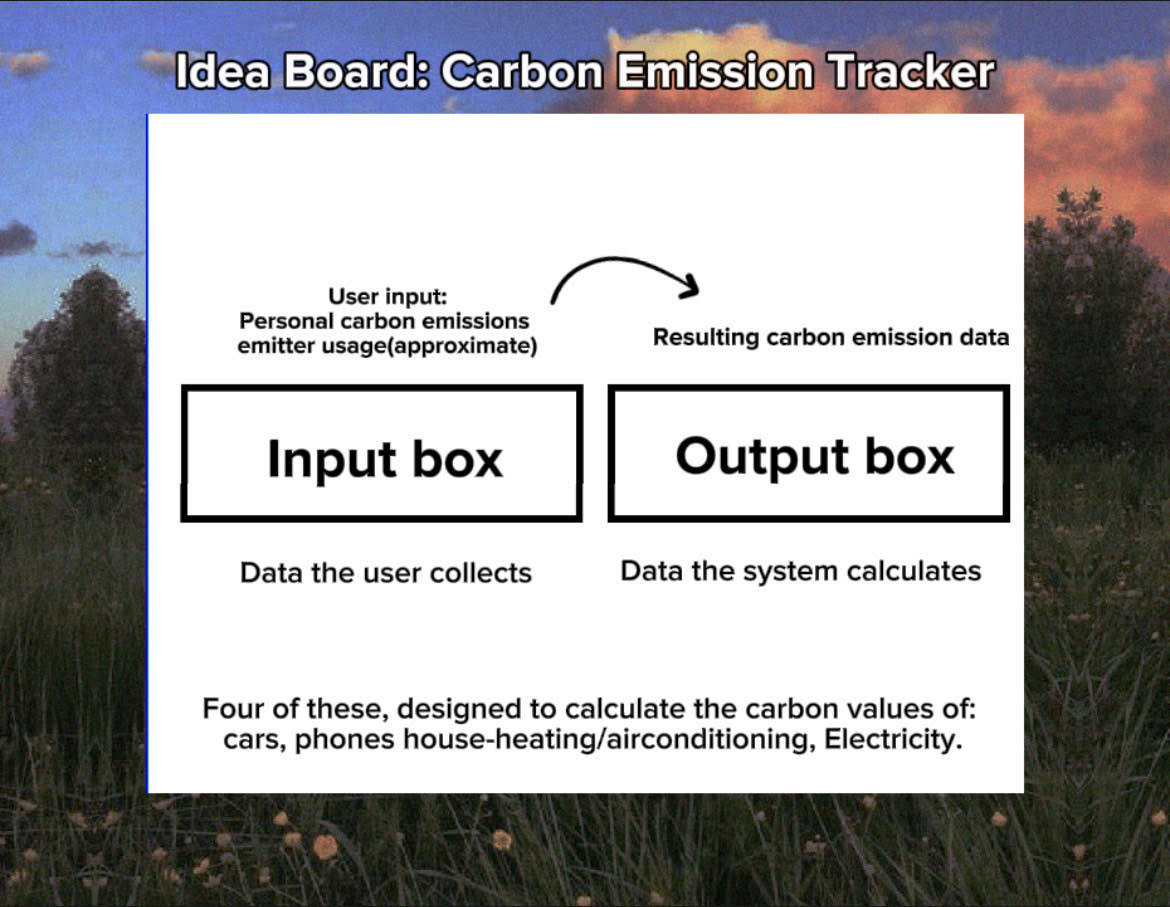 Idea Board: Carbon Emission Tracker
User input:
Personal carbon emissions
emitter usage(approximate)
Resulting carbon emission data
Input box
Output box
Data the user collects
Data the system calculates
Four of these, designed to calculate the carbon values of:
cars, phones house-heating/airconditioning, Electricity.